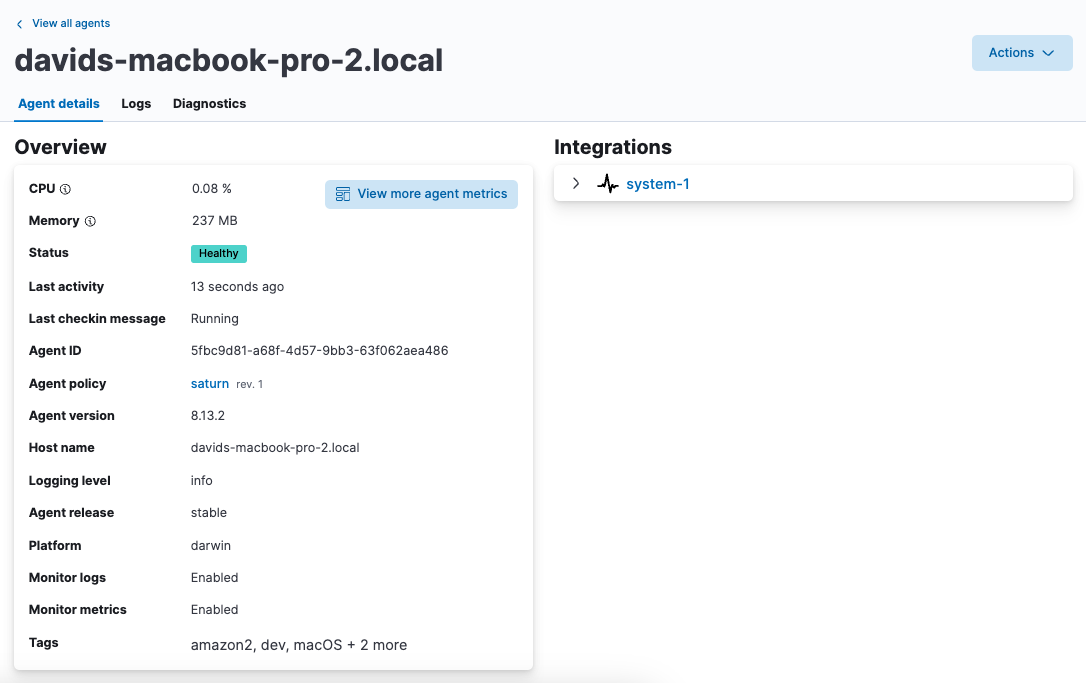 View all agents
davids-macbook-pro-2.local
Actions
Agent details Logs Diagnostics
Overview
CPU 0.08 %
View more agent metrics
Memory 237 MB
Status Healthy
Last activity 13 seconds ago
Last checkin message Running
Agent ID 5fbc9d81-a68f-4d57-9bb3-63f062aea486
Agent policy saturn rev. 1
Agent version 8.13.2
Host name davids-macbook-pro-2.local
Logging level info
Agent release stable
Platform darwin
Monitor logs Enabled
Monitor metrics Enabled
Tags amazon2, dev, macOS + 2 more
Integrations
system-1